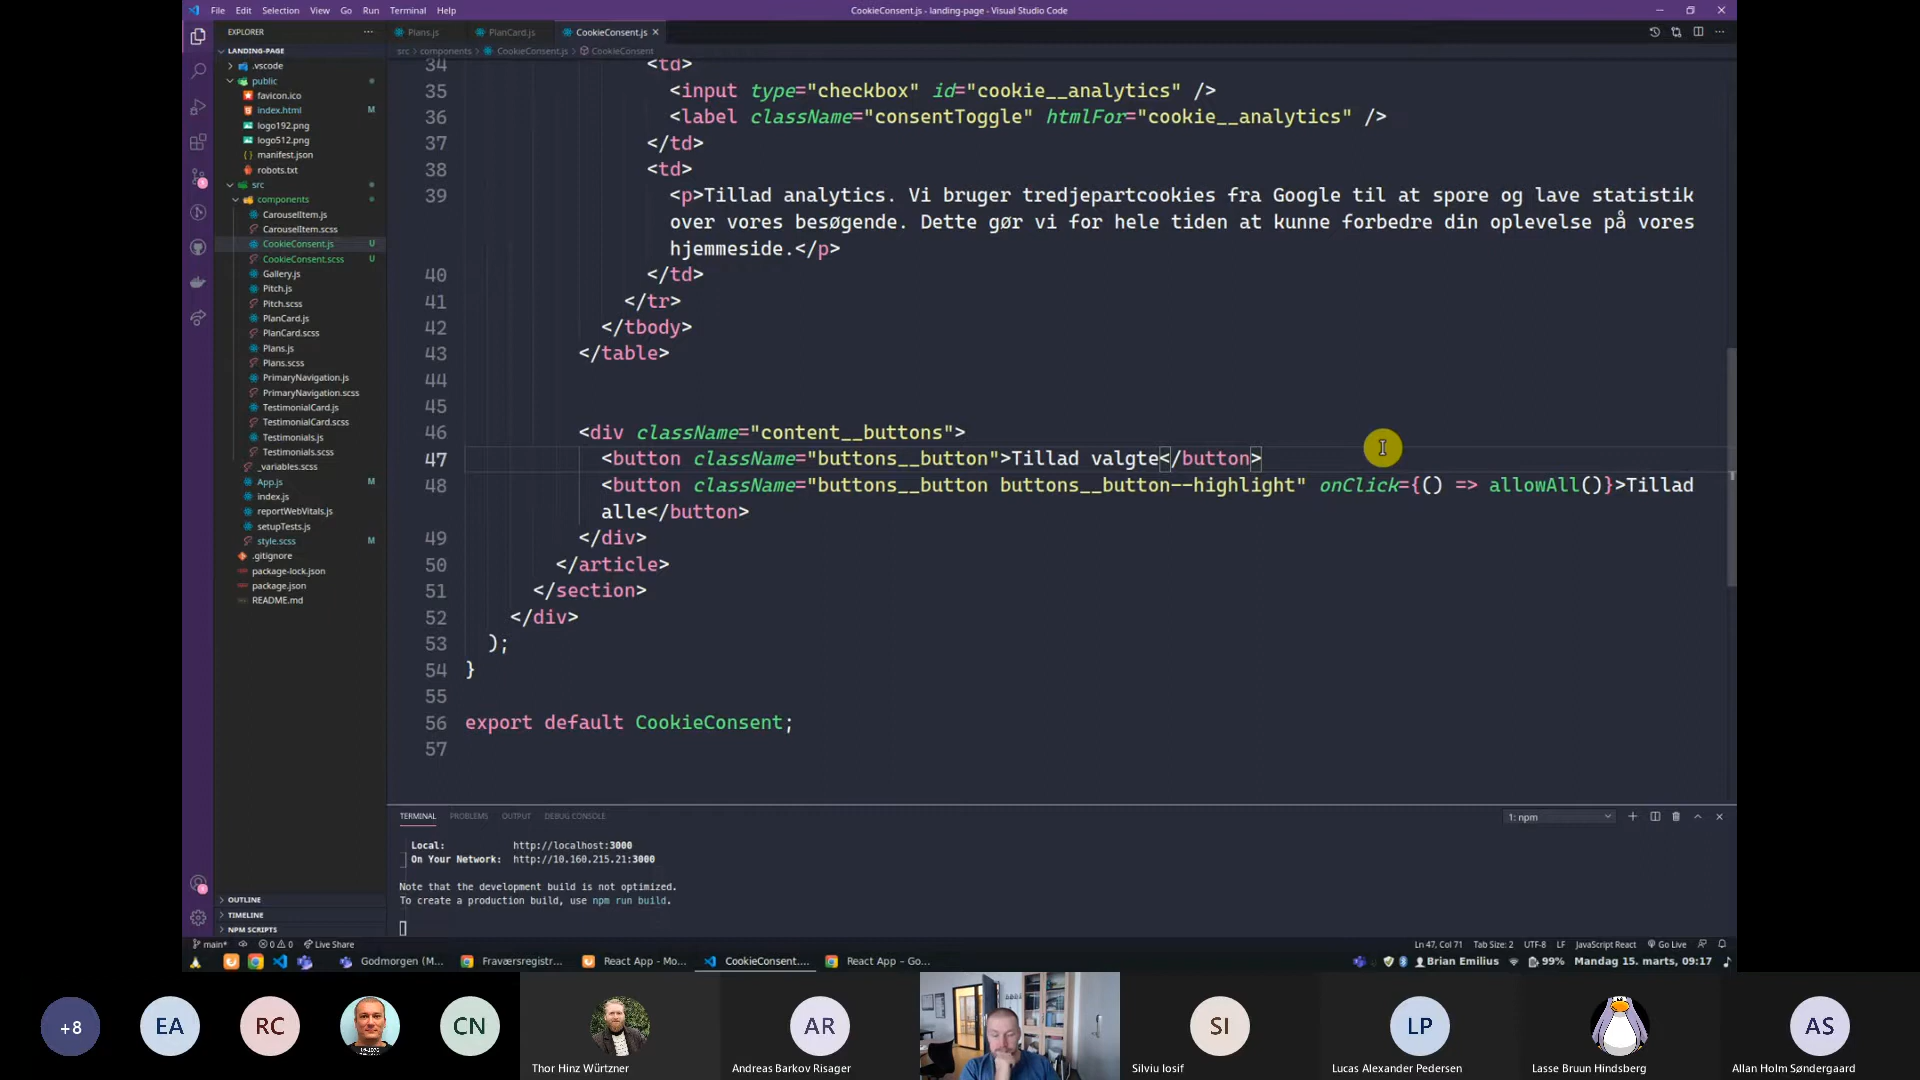 File Edit Selection View Go Run Terminal Help
CookieConsent.js - landing-page - Visual Studio Code
EXPLORER
Plans.js
PlanCard.js
CookieConsent.js
src > components > CookieConsent.js > CookieConsent
LANDING-PAGE
.vscode
public
favicon.ico
index.html M
logo192.png
logo512.png
manifest.json
robots.txt
src
components
CarouselItem.js
CarouselItem.scss
CookieConsent.js U
CookieConsent.scss U
Gallery.js
Pitch.js
Pitch.scss
PlanCard.js
PlanCard.scss
Plans.js
Plans.scss
PrimaryNavigation.js
PrimaryNavigation.scss
TestimonialCard.js
TestimonialCard.scss
Testimonials.js
Testimonials.scss
_variables.scss
App.js M
index.js
reportWebVitals.js
setupTests.js
style.scss M
.gitignore
package-lock.json
package.json
README.md
OUTLINE
TIMELINE
NPM SCRIPTS
34 <td>
35 <input type="checkbox" id="cookie__analytics" />
36 <label className="consentToggle" htmlFor="cookie__analytics" />
37 </td>
38 <td>
39 <p>Tillad analytics. Vi bruger tredjepartcookies fra Google til at spore og lave statistik
over vores besøgende. Dette gør vi for hele tiden at kunne forbedre din oplevelse på vores
hjemmeside.</p>
40 </td>
41 </tr>
42 </tbody>
43 </table>
44
45
46 <div className="content__buttons">
47 <button className="buttons__button">Tillad valgte</button>
48 <button className="buttons__button buttons__button--highlight" onClick={() => allowAll()}>Tillad
alle</button>
49 </div>
50 </article>
51 </section>
52 </div>
53 );
54 }
55
56 export default CookieConsent;
57
TERMINAL PROBLEMS OUTPUT DEBUG CONSOLE
1: npm
Local: http://localhost:3000
On Your Network: http://10.160.215.21:3000
Note that the development build is not optimized.
To create a production build, use npm run build.
main* 0 0 Live Share
Ln 47, Col 71 Tab Size: 2 UTF-8 LF JavaScript React Go Live
Godmorgen (M...
Fraværsregistr...
React App - Mo...
CookieConsent....
React App – Go...
Brian Emilius
99%
Mandag 15. marts, 09:17
+8
EA
RC
CN
Thor Hinz Würtzner
AR
Andreas Barkov Risager
SI
Silviu Iosif
LP
Lucas Alexander Pedersen
Lasse Bruun Hindsberg
AS
Allan Holm Søndergaard